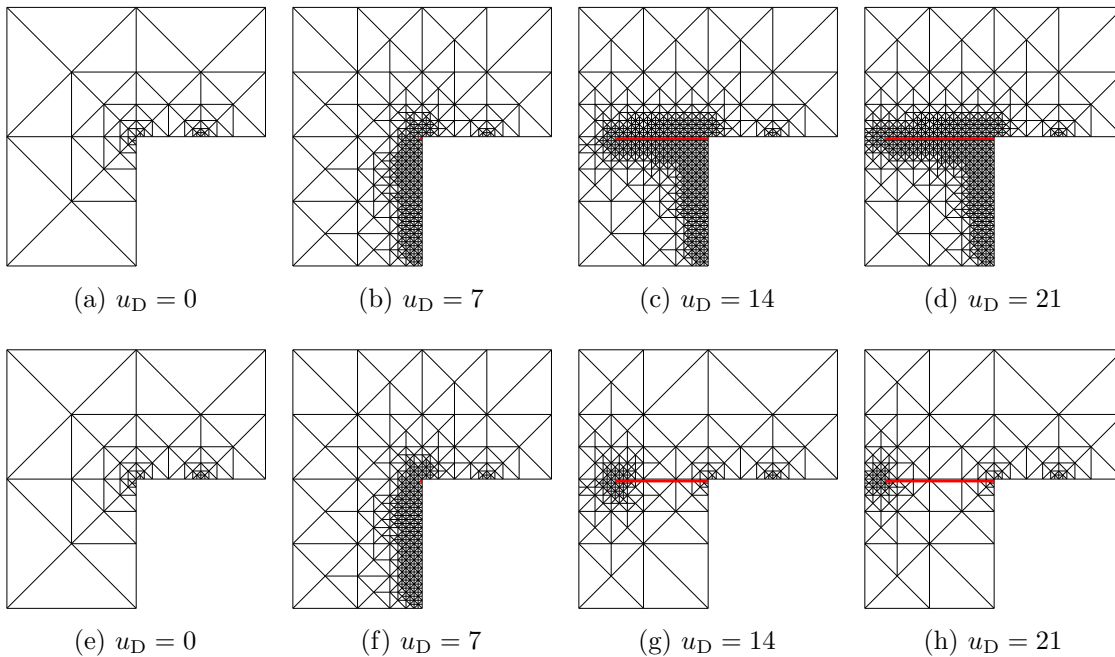 (a) u_D = 0
(b) u_D = 7
(c) u_D = 14
(d) u_D = 21
(e) u_D = 0
(f) u_D = 7
(g) u_D = 14
(h) u_D = 21